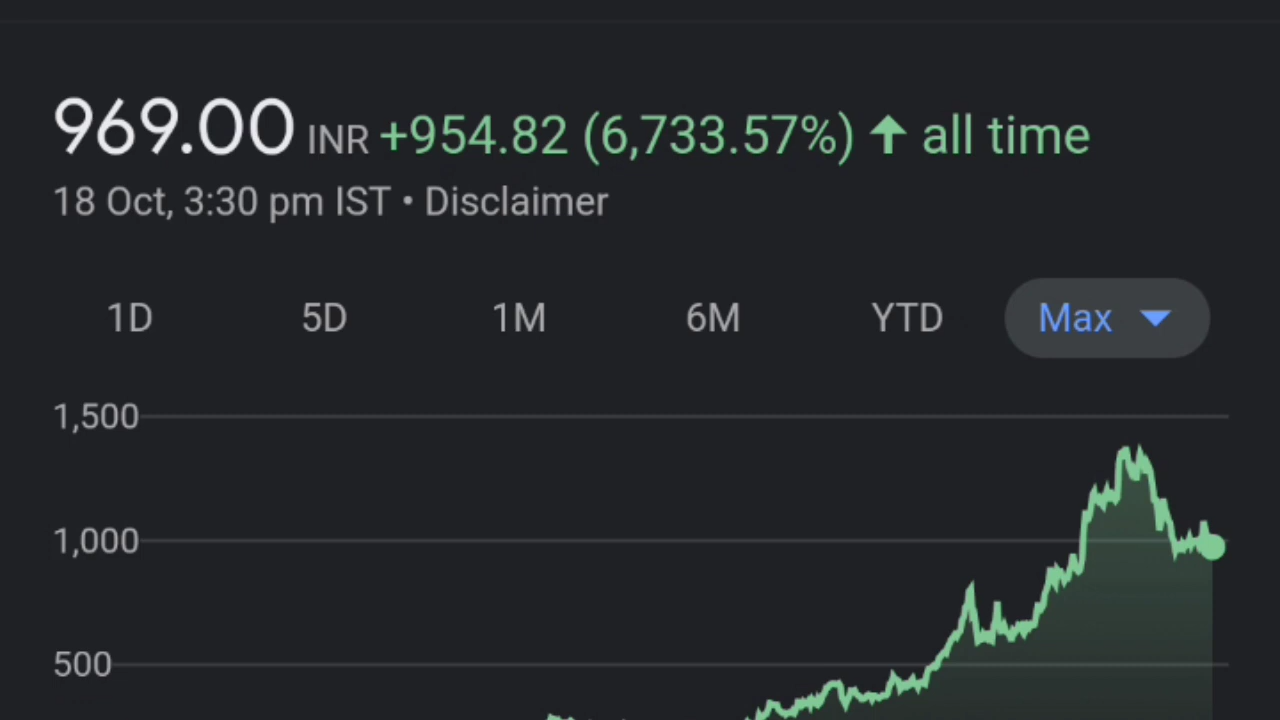 969.00 INR +954.82 (6,733.57%) ↑ all time
18 Oct, 3:30 pm IST • Disclaimer
1D 5D 1M 6M YTD Max
1,500
1,000
500